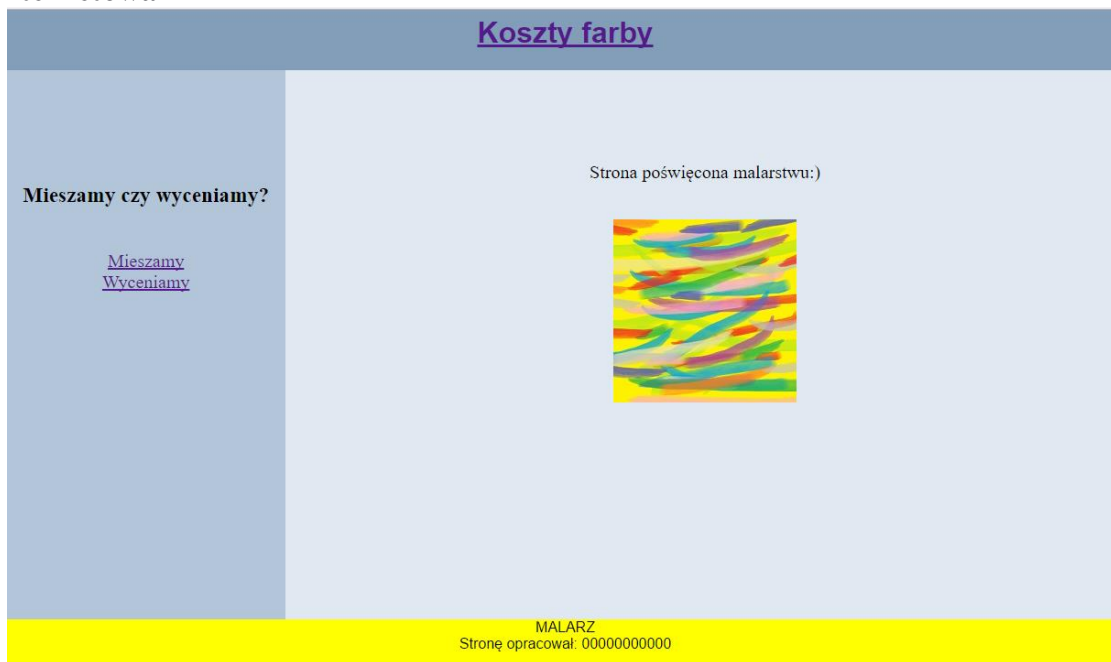 Koszty farby
Mieszamy czy wyceniamy?
Mieszamy
Wyceniamy
Strona poświęcona malarstwu:)
MALARZ
Stronę opracował: 00000000000